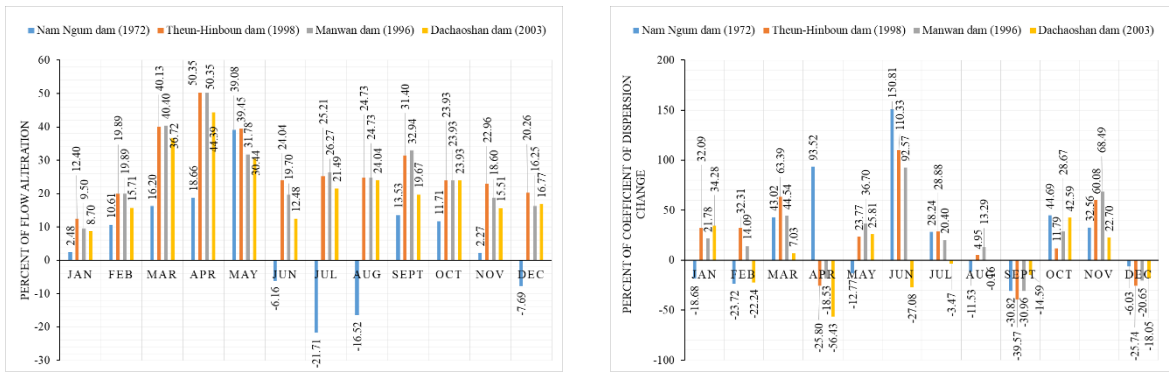 Nam Ngum dam (1972) Theun-Hinboun dam (1998) Manwan dam (1996) Dachaoshan dam (2003)
PERCENT OF FLOW ALTERATION
60
50
40
30
20
10
0
-10
-20
-30
JAN FEB MAR APR MAY JUN JUL AUG SEPT OCT NOV DEC
2.48 12.40 9.50 8.70
10.61 19.89 19.89 15.71
16.20 40.13 40.40 36.72
18.66 50.35 50.35 44.39
39.08 39.45 31.78 30.44
-6.16 24.04 19.70 12.48
-21.71 25.21 26.27 21.49
-16.52 24.73 24.73 24.04
13.53 31.40 32.94 19.67
11.71 23.93 23.93 23.93
2.27 22.96 18.60 15.51
-7.69 20.26 16.25 16.77
Nam Ngum dam (1972) Theun-Hinboun dam (1998) Manwan dam (1996) Dachaoshan dam (2003)
PERCENT OF COEFFICIENT OF DISPERSION
CHANGE
200
150
100
50
0
-50
-100
JAN FEB MAR APR MAY JUN JUL AUG SEPT OCT NOV DEC
-18.68 32.09 21.78 34.28
-23.72 32.31 14.09 -22.24
43.02 63.39 44.54 7.03
93.52 -25.80 -18.53 -56.43
-12.77 23.77 36.70 25.81
150.81 110.33 92.57 -27.08
28.24 28.88 20.40 -3.47
-11.53 4.95 13.29 -0.16
-30.82 -39.57 -30.96 -14.59
44.69 11.79 28.67 42.59
32.56 60.08 68.49 22.70
-6.03 -25.74 -20.65 -18.05